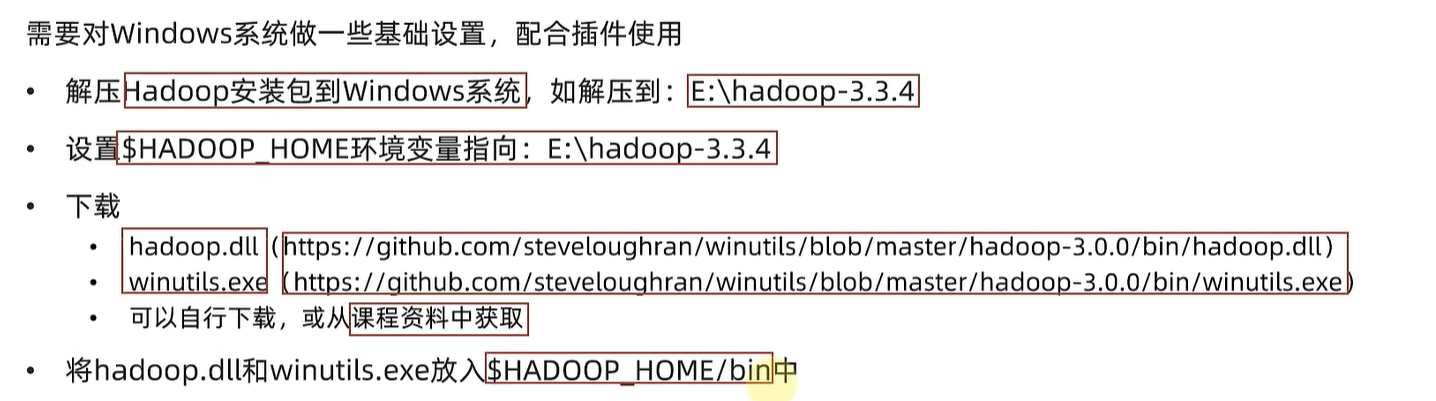 需要对Windows系统做一些基础设置，配合插件使用
• 解压Hadoop安装包到Windows系统，如解压到：E:\hadoop-3.3.4
• 设置$HADOOP_HOME环境变量指向：E:\hadoop-3.3.4
• 下载
• hadoop.dll（https://github.com/steveloughran/winutils/blob/master/hadoop-3.0.0/bin/hadoop.dll）
• winutils.exe（https://github.com/steveloughran/winutils/blob/master/hadoop-3.0.0/bin/winutils.exe）
• 可以自行下载，或从课程资料中获取
• 将hadoop.dll和winutils.exe放入$HADOOP_HOME/bin中